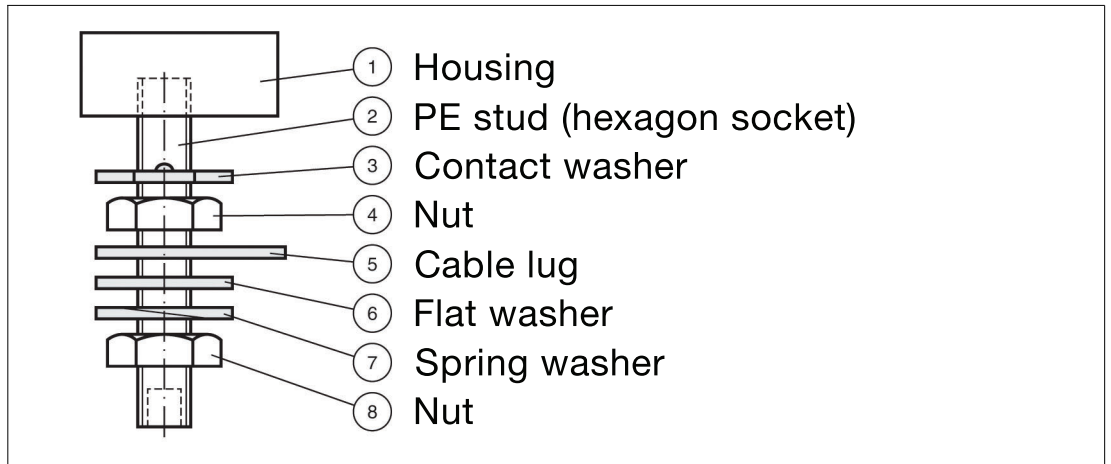 1 Housing
2 PE stud (hexagon socket)
3 Contact washer
4 Nut
5 Cable lug
6 Flat washer
7 Spring washer
8 Nut